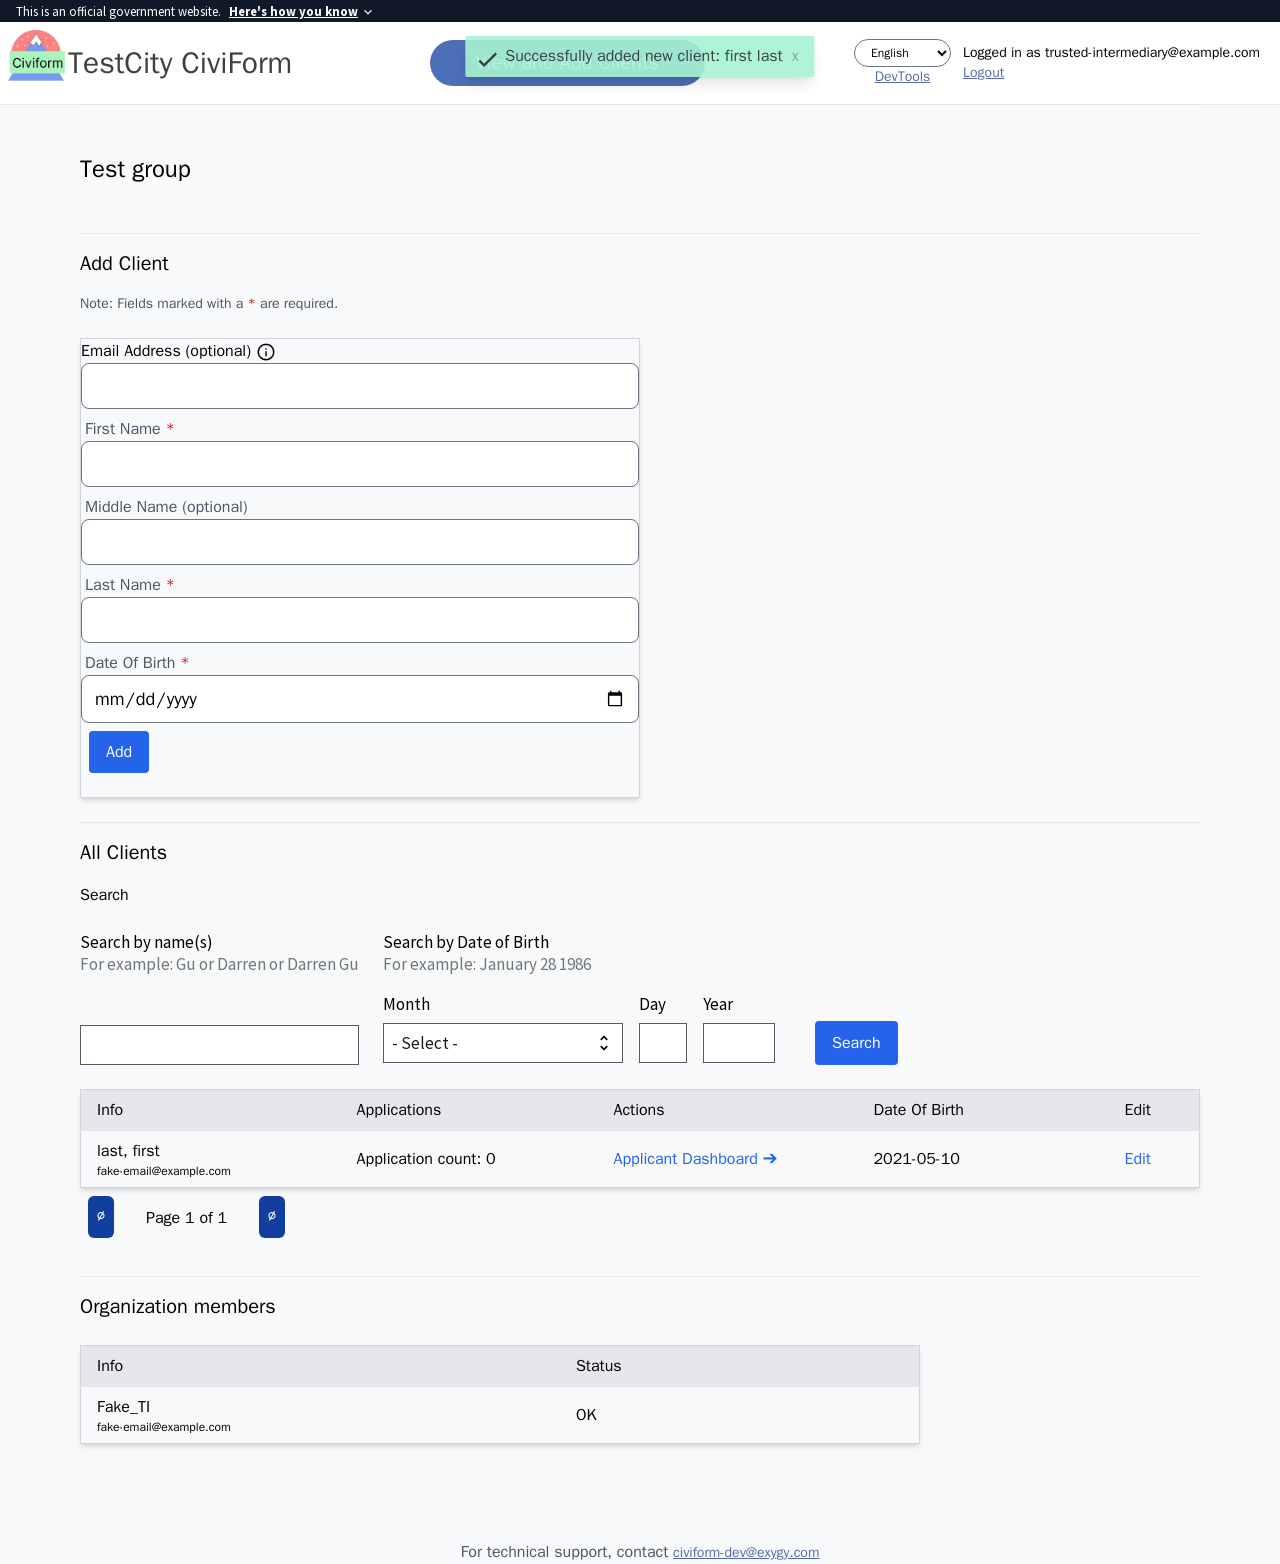 This is an official government website. Here's how you know
Civiform TestCity CiviForm
Successfully added new client: first last x
English
Logged in as trusted-intermediary@example.com
DevTools
Logout
Test group
Add Client
Note: Fields marked with a * are required.
Email Address (optional)
First Name *
Middle Name (optional)
Last Name *
Date Of Birth *
mm/dd/yyyy
Add
All Clients
Search
Search by name(s)
For example: Gu or Darren or Darren Gu
Search by Date of Birth
For example: January 28 1986
Month Day Year
- Select -
Search
Info Applications Actions Date Of Birth Edit
last, first
fake-email@example.com
Application count: 0 Applicant Dashboard ➔ 2021-05-10 Edit
∅ Page 1 of 1 ∅
Organization members
Info Status
Fake_TI
fake-email@example.com
OK
For technical support, contact civiform-dev@exygy.com